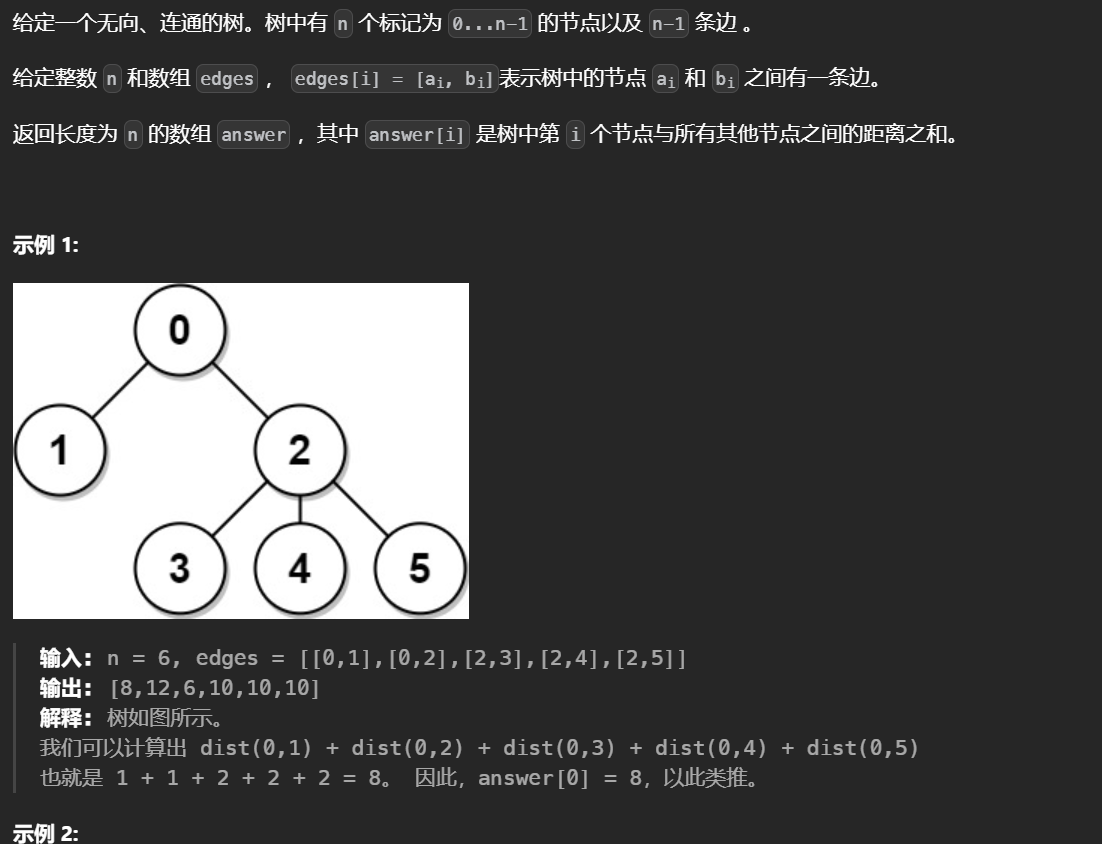 给定一个无向、连通的树。树中有 n 个标记为 0...n-1 的节点以及 n-1 条边 。
给定整数 n 和数组 edges ， edges[i] = [ai, bi]表示树中的节点 ai 和 bi 之间有一条边。
返回长度为 n 的数组 answer ，其中 answer[i] 是树中第 i 个节点与所有其他节点之间的距离之和。
示例 1:
0
1
2
3
4
5
输入：n = 6, edges = [[0,1],[0,2],[2,3],[2,4],[2,5]]
输出：[8,12,6,10,10,10]
解释：树如图所示。
我们可以计算出 dist(0,1) + dist(0,2) + dist(0,3) + dist(0,4) + dist(0,5)
也就是 1 + 1 + 2 + 2 + 2 = 8。 因此，answer[0] = 8，以此类推。
示例 2: